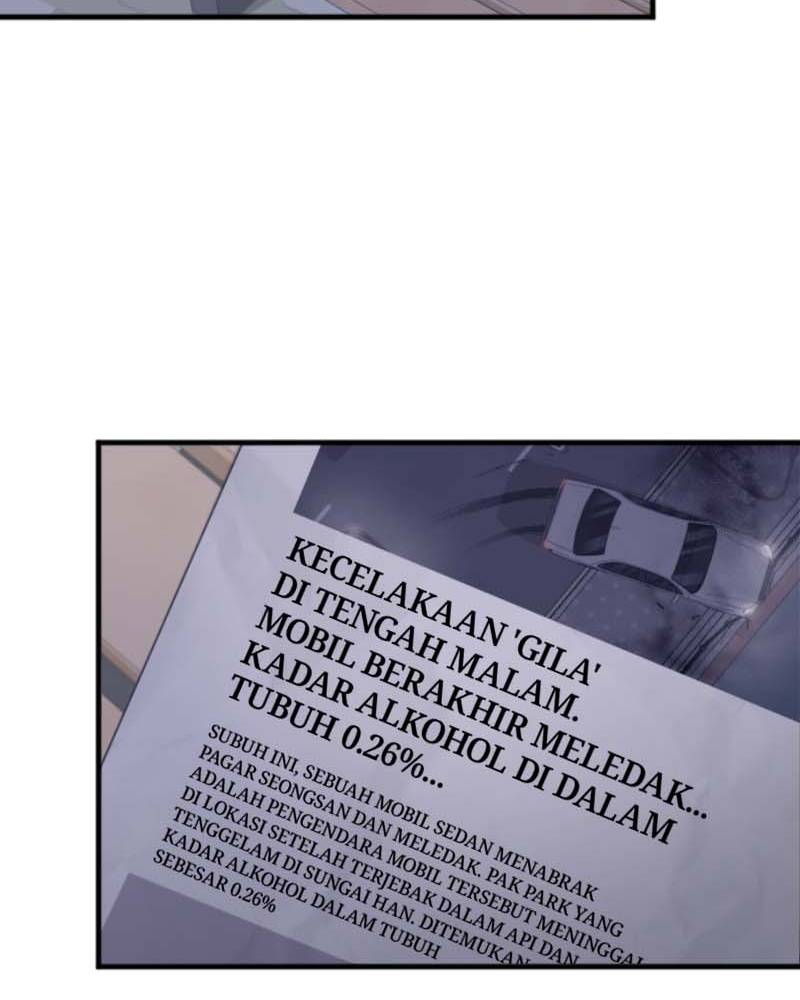 KECELAKAAN 'GILA'
DI TENGAH MALAM.
MOBIL BERAKHIR MELEDAK...
KADAR ALKOHOL DI DALAM
TUBUH 0.26%...
SUBUH INI, SEBUAH MOBIL SEDAN MENABRAK
PAGAR SEONGSAN DAN MELEDAK. PAK PARK YANG
ADALAH PENGENDARA MOBIL TERSEBUT MENINGGAL
DI LOKASI SETELAH TERJEBAK DALAM API DAN
TENGGELAM DI SUNGAI HAN. DITEMUKAN
KADAR ALKOHOL DALAM TUBUH
SEBESAR 0.26%